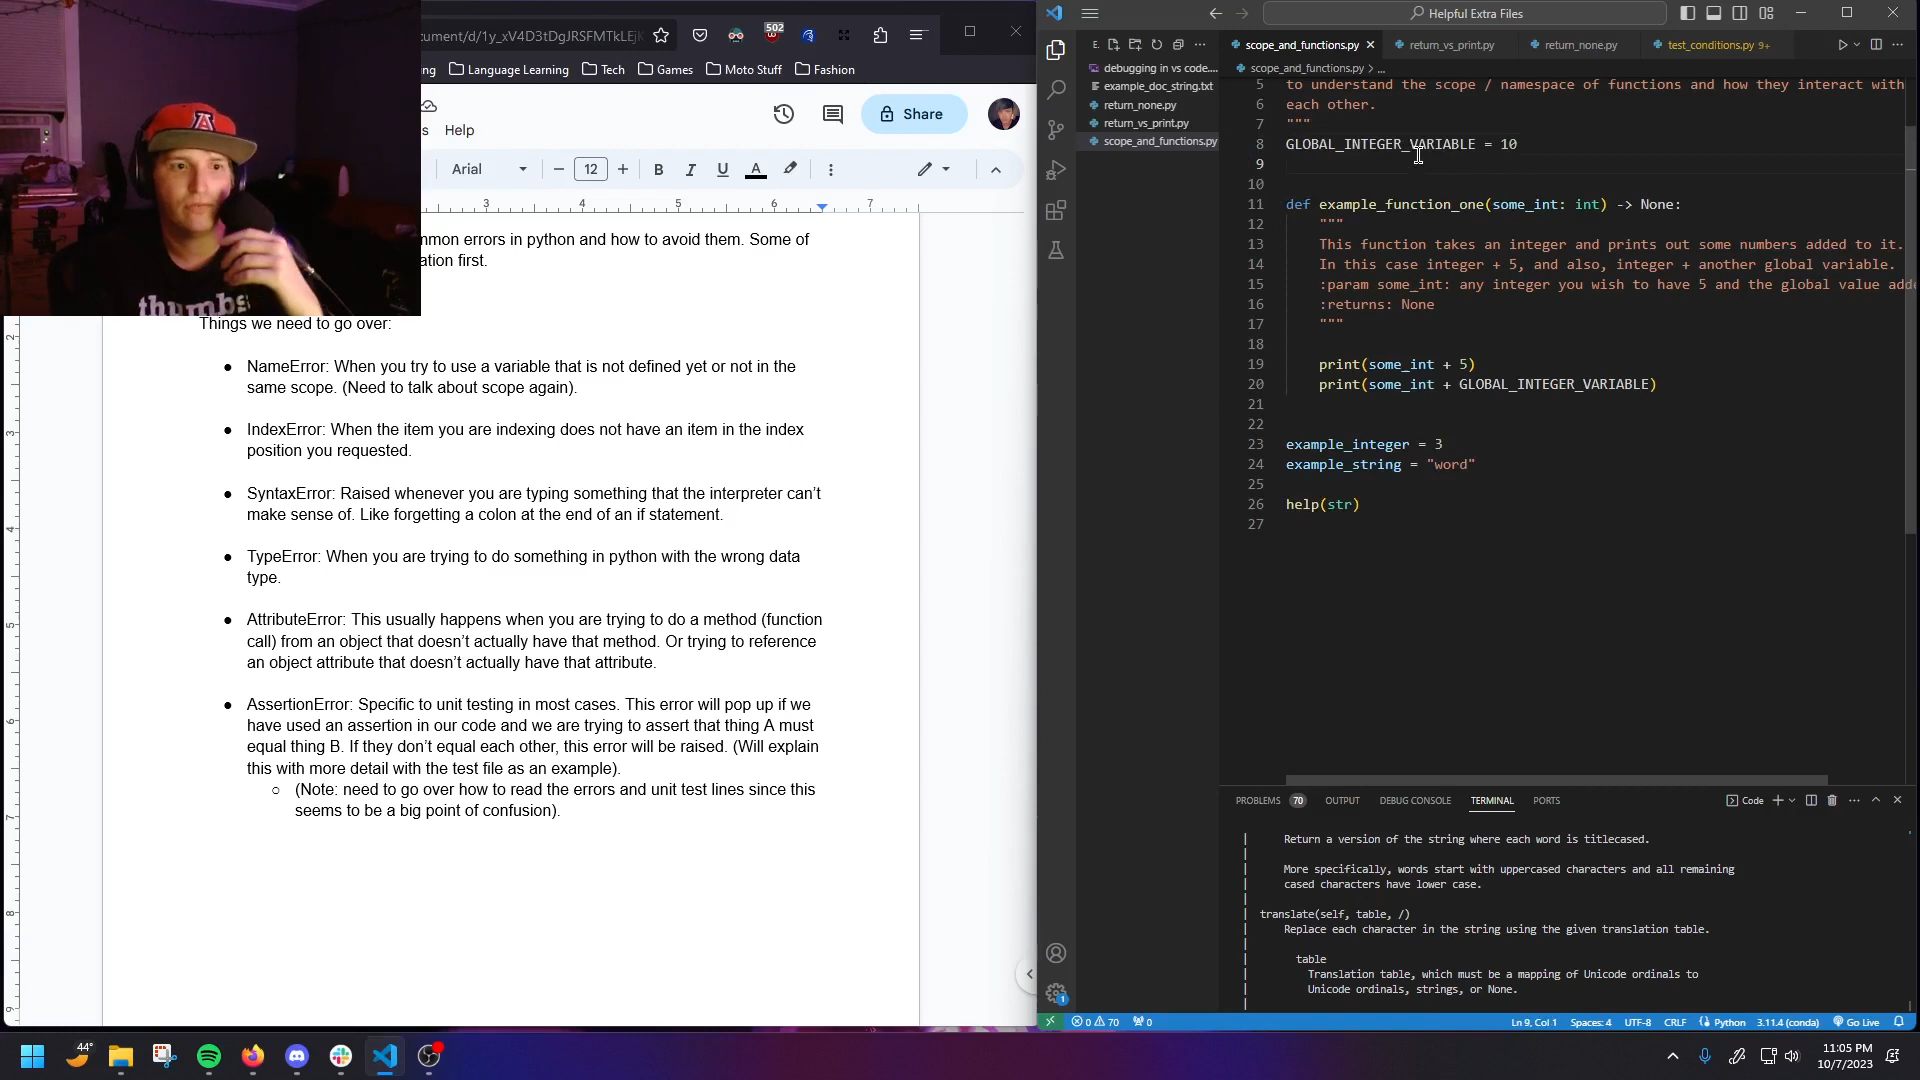 502
ument/d/1y_xV4D3tDgJRSFMTkLEjK
ng
Language Learning
Tech
Games
Moto Stuff
Fashion
s
Help
Share
Arial
12
B
I
U
A
3
4
5
6
7
mmon errors in python and how to avoid them. Some of
ation first.
Things we need to go over:
● NameError: When you try to use a variable that is not defined yet or not in the
same scope. (Need to talk about scope again).
● IndexError: When the item you are indexing does not have an item in the index
position you requested.
● SyntaxError: Raised whenever you are typing something that the interpreter can't
make sense of. Like forgetting a colon at the end of an if statement.
● TypeError: When you are trying to do something in python with the wrong data
type.
● AttributeError: This usually happens when you are trying to do a method (function
call) from an object that doesn't actually have that method. Or trying to reference
an object attribute that doesn't actually have that attribute.
● AssertionError: Specific to unit testing in most cases. This error will pop up if we
have used an assertion in our code and we are trying to assert that thing A must
equal thing B. If they don't equal each other, this error will be raised. (Will explain
this with more detail with the test file as an example).
○ (Note: need to go over how to read the errors and unit test lines since this
seems to be a big point of confusion).
2
3
4
5
6
7
8
9
A
thumbs
Helpful Extra Files
E.
scope_and_functions.py
return_vs_print.py
return_none.py
test_conditions.py 9+
debugging in vs code....
example_doc_string.txt
return_none.py
return_vs_print.py
scope_and_functions.py
scope_and_functions.py > ...
5 to understand the scope / namespace of functions and how they interact with
6 each other.
7 """
8 GLOBAL_INTEGER_VARIABLE = 10
9
10
11 def example_function_one(some_int: int) -> None:
12 """
13 This function takes an integer and prints out some numbers added to it.
14 In this case integer + 5, and also, integer + another global variable.
15 :param some_int: any integer you wish to have 5 and the global value adde
16 :returns: None
17 """
18
19 print(some_int + 5)
20 print(some_int + GLOBAL_INTEGER_VARIABLE)
21
22
23 example_integer = 3
24 example_string = "word"
25
26 help(str)
27
PROBLEMS 70
OUTPUT
DEBUG CONSOLE
TERMINAL
PORTS
Code
| Return a version of the string where each word is titlecased.
|
| More specifically, words start with uppercased characters and all remaining
| cased characters have lower case.
|
| translate(self, table, /)
| Replace each character in the string using the given translation table.
|
| table
| Translation table, which must be a mapping of Unicode ordinals to
| Unicode ordinals, strings, or None.
|
1
0 70
0
Ln 9, Col 1
Spaces: 4
UTF-8
CRLF
Python
3.11.4 (conda)
Go Live
44°
11:05 PM
10/7/2023